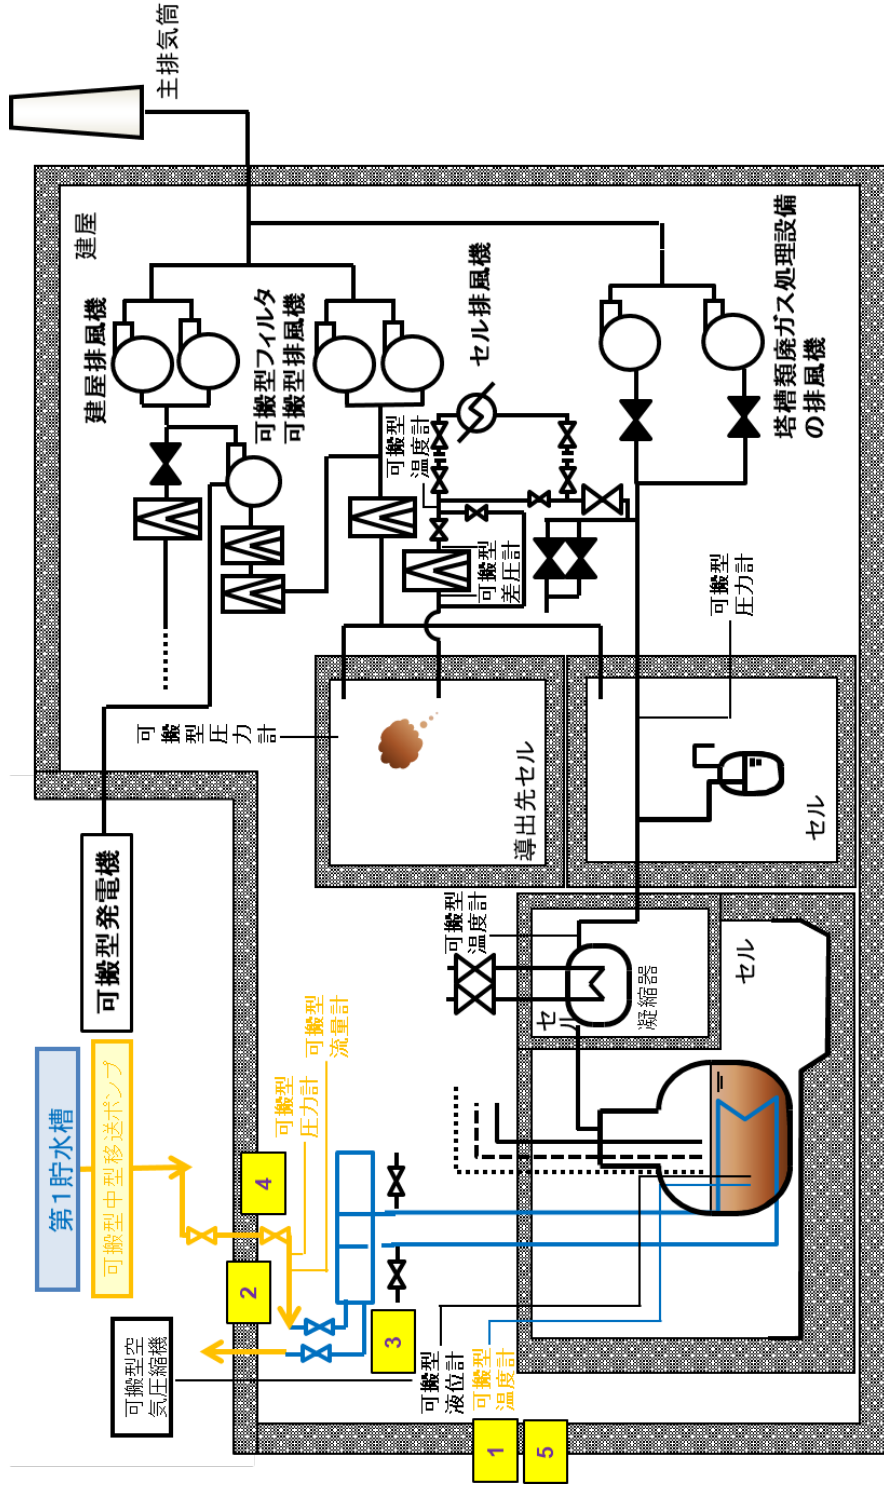 主排気筒
建屋
建屋排風機
可搬型フィルタ
可搬型排風機
セル排風機
塔槽類廃ガス処理設備
の排風機
可搬型
温度計
可搬型
差圧計
可搬型
圧力計
可搬型圧力計
導出先セル
セル
可搬型発電機
可搬型
温度計
セル
凝縮器
セル
第1貯水槽
可搬型中型移送ポンプ
可搬型
圧力計
可搬型
流量計
4
2
3
可搬型空
気圧縮機
可搬型
液位計
可搬型
温度計
1
5